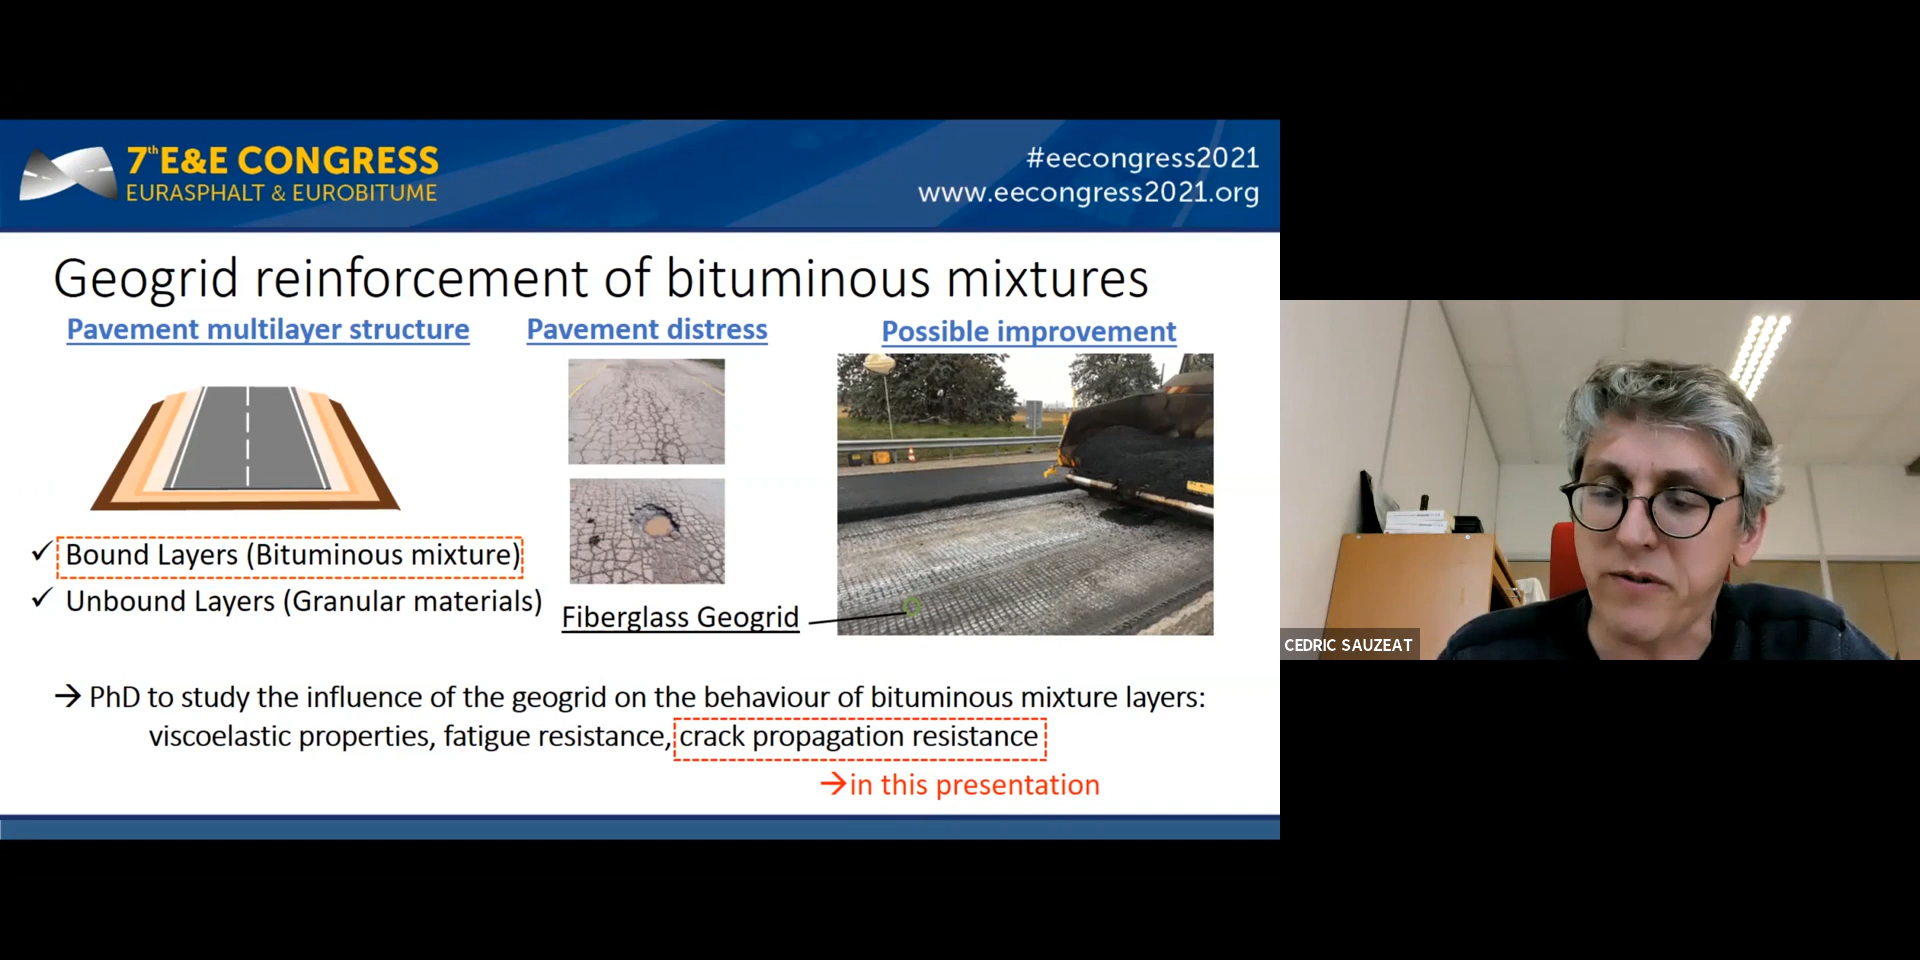 7th E&E CONGRESS
EURASPHALT & EUROBITUME
#eecongress2021
www.eecongress2021.org
Geogrid reinforcement of bituminous mixtures
Pavement multilayer structure
Pavement distress
Possible improvement
✓ Bound Layers (Bituminous mixture)
✓ Unbound Layers (Granular materials)
Fiberglass Geogrid
→ PhD to study the influence of the geogrid on the behaviour of bituminous mixture layers:
viscoelastic properties, fatigue resistance, crack propagation resistance
→ in this presentation
CEDRIC SAUZEAT